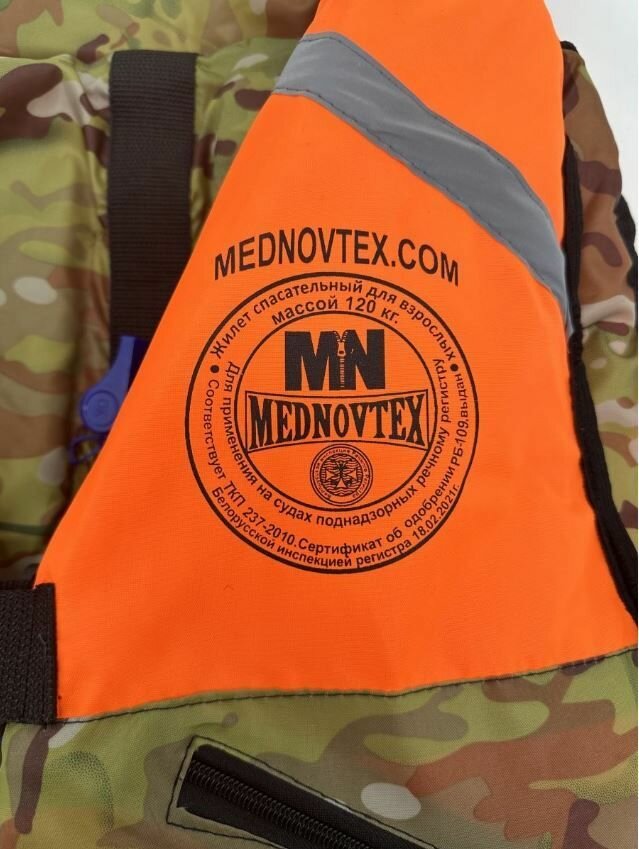 MEDNOVTEX.COM
• Жилет спасательный для взрослых •
массой 120 кг.
MN
MEDNOVTEX
Для применения на судах поднадзорных речному регистру
Соответствует ТКП 237-2010.Сертификат об одобрении РБ-109,выдан
Белорусской инспекцией регистра 18.02.2021г.